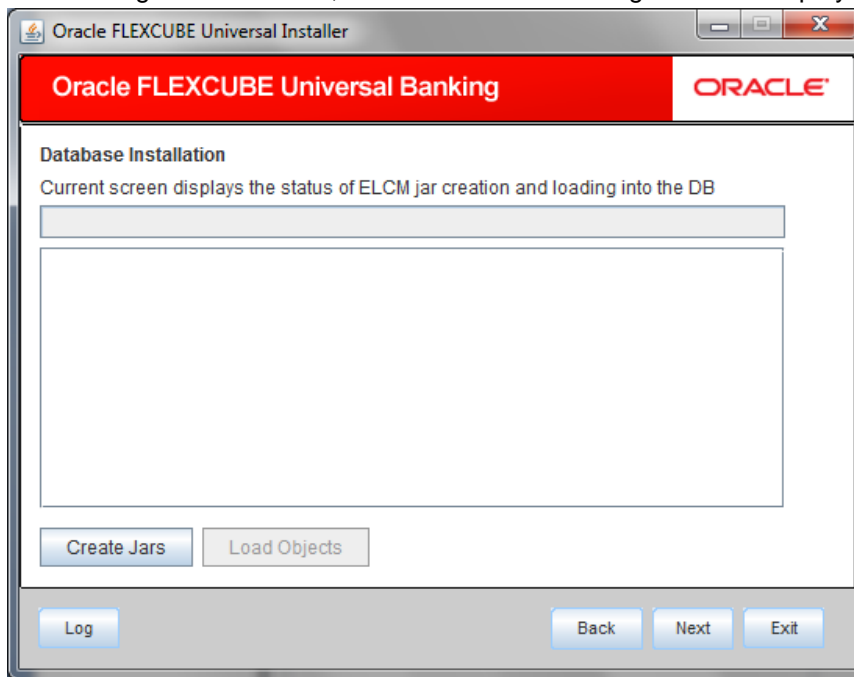 Oracle FLEXCUBE Universal Installer
Oracle FLEXCUBE Universal Banking
ORACLE
Database Installation
Current screen displays the status of ELCM jar creation and loading into the DB
Create Jars Load Objects
Log Back Next Exit